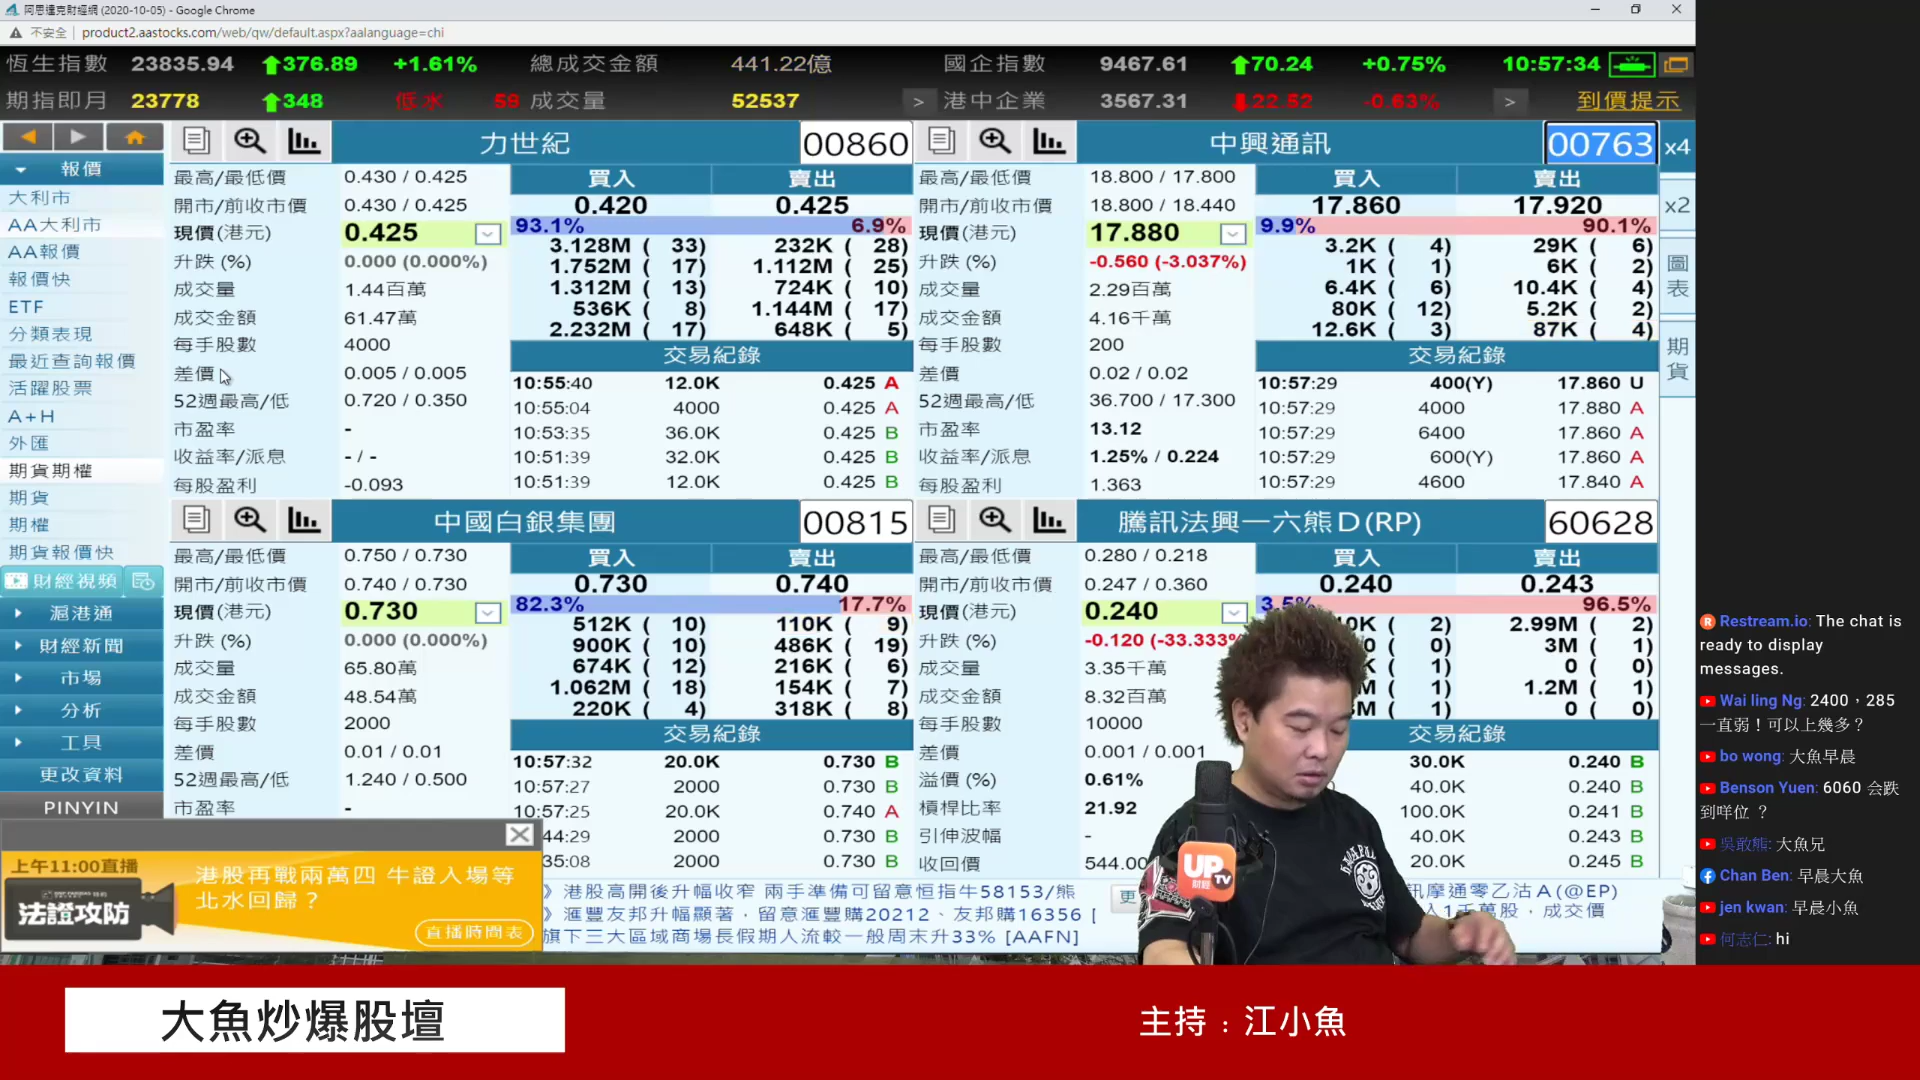 阿思達克財經網 (2020-10-05) - Google Chrome
不安全 | product2.aastocks.com/web/qw/default.aspx?aalanguage=chi
恆生指數 23835.94 376.89 +1.61% 總成交金額 441.22億 國企指數 9467.61 70.24 +0.75% 10:57:34
期指即月 23778 348 低水 58 成交量 52537 > 港中企業 3567.31 22.52 -0.63% > 到價提示
報價
大利市
AA大利市
AA報價
報價快
ETF
分類表現
最近查詢報價
活躍股票
A+H
外匯
期貨期權
期貨
期權
期貨報價快
財經視頻
滬港通
財經新聞
市場
分析
工具
更改資料
PINYIN
力世紀 00860
最高/最低價 0.430 / 0.425
開市/前收市價 0.430 / 0.425
現價(港元) 0.425
升跌 (%) 0.000 (0.000%)
成交量 1.44百萬
成交金額 61.47萬
每手股數 4000
差價 0.005 / 0.005
52週最高/低 0.720 / 0.350
市盈率 -
收益率/派息 - / -
每股盈利 -0.093
買入 賣出
0.420 0.425
93.1% 6.9%
3.128M ( 33) 232K ( 28)
1.752M ( 17) 1.112M ( 25)
1.312M ( 13) 724K ( 10)
536K ( 8) 1.144M ( 17)
2.232M ( 17) 648K ( 5)
交易紀錄
10:55:40 12.0K 0.425 A
10:55:04 4000 0.425 A
10:53:35 36.0K 0.425 B
10:51:39 32.0K 0.425 B
10:51:39 12.0K 0.425 B
中興通訊 00763
最高/最低價 18.800 / 17.800
開市/前收市價 18.800 / 18.440
現價(港元) 17.880
升跌 (%) -0.560 (-3.037%)
成交量 2.29百萬
成交金額 4.16千萬
每手股數 200
差價 0.02 / 0.02
52週最高/低 36.700 / 17.300
市盈率 13.12
收益率/派息 1.25% / 0.224
每股盈利 1.363
買入 賣出
17.860 17.920
9.9% 90.1%
3.2K ( 4) 29K ( 6)
1K ( 1) 6K ( 2)
6.4K ( 6) 10.4K ( 4)
80K ( 12) 5.2K ( 2)
12.6K ( 3) 87K ( 4)
交易紀錄
10:57:29 400(Y) 17.860 U
10:57:29 4000 17.880 A
10:57:29 6400 17.860 A
10:57:29 600(Y) 17.860 A
10:57:29 4600 17.840 A
x4
x2
圖表
期貨
中國白銀集團 00815
最高/最低價 0.750 / 0.730
開市/前收市價 0.740 / 0.730
現價(港元) 0.730
升跌 (%) 0.000 (0.000%)
成交量 65.80萬
成交金額 48.54萬
每手股數 2000
差價 0.01 / 0.01
52週最高/低 1.240 / 0.500
市盈率 -
買入 賣出
0.730 0.740
82.3% 17.7%
512K ( 10) 110K ( 9)
900K ( 10) 486K ( 19)
674K ( 12) 216K ( 6)
1.062M ( 18) 154K ( 7)
220K ( 4) 318K ( 8)
交易紀錄
10:57:32 20.0K 0.730 B
10:57:27 2000 0.730 B
10:57:25 20.0K 0.740 A
44:29 2000 0.730 B
35:08 2000 0.730 B
騰訊法興一六熊D(RP) 60628
最高/最低價 0.280 / 0.218
開市/前收市價 0.247 / 0.360
現價(港元) 0.240
升跌 (%) -0.120 (-33.333%
成交量 3.35千萬
成交金額 8.32百萬
每手股數 10000
差價 0.001 / 0.001
溢價 (%) 0.61%
槓桿比率 21.92
引伸波幅 -
收回價 544.00
買入 賣出
0.240 0.243
3.5% 96.5%
0K ( 2) 2.99M ( 2)
0 ( 0) 3M ( 1)
K ( 1) 0 ( 0)
M ( 1) 1.2M ( 1)
M ( 1) 0 ( 0)
交易紀錄
30.0K 0.240 B
40.0K 0.240 B
100.0K 0.241 B
40.0K 0.243 B
20.0K 0.245 B
上午11:00直播
法證攻防
港股再戰兩萬四 牛證入場等
北水回歸？
直播時間表
》港股高開後升幅收窄 兩手準備可留意恒指牛58153/熊
》滙豐友邦升幅顯著，留意滙豐購20212、友邦購16356 [
旗下三大區域商場長假期人流較一般周末升33% [AAFN]
更
訊摩通零乙沽A(@EP)
入1千萬股，成交價
UP
財經 TV
Restream.io: The chat is
ready to display
messages.
Wai ling Ng: 2400，285
一直弱！可以上幾多？
bo wong: 大魚早晨
Benson Yuen: 6060 会跌
到咩位 ？
吳敢熊: 大魚兄
Chan Ben: 早晨大魚
jen kwan: 早晨小魚
何志仁: hi
大魚炒爆股壇
主持：江小魚